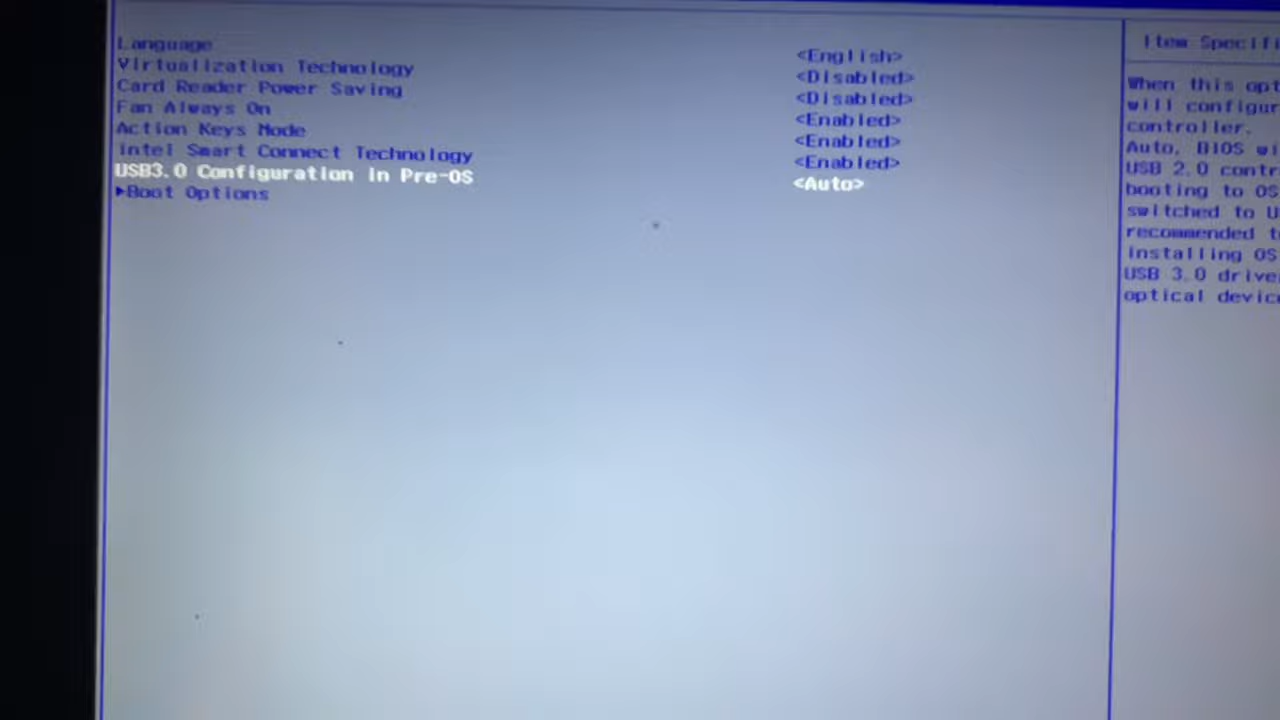 Language <English>
Virtualization Technology <Disabled>
Card Reader Power Saving <Disabled>
Fan Always On <Enabled>
Action Keys Mode <Enabled>
Intel Smart Connect Technology <Enabled>
USB3.0 Configuration in Pre-OS <Auto>
▶Boot Options
Item Specifi
When this opt
will configur
controller.
Auto, BIOS wi
USB 2.0 contr
booting to OS
switched to U
recommended t
installing OS
USB 3.0 drive
optical devic